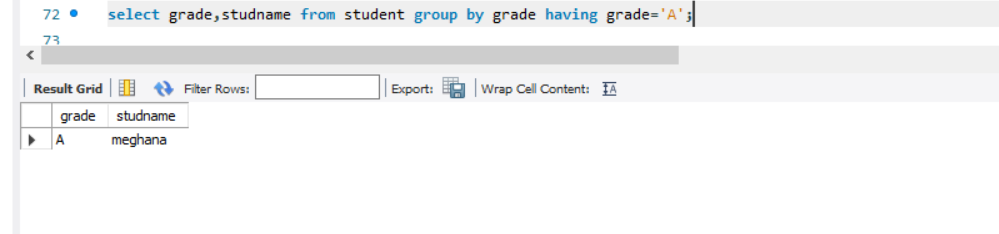 72 select grade,studname from student group by grade having grade='A';
73
Result Grid Filter Rows: Export: Wrap Cell Content: IA
grade studname
A meghana